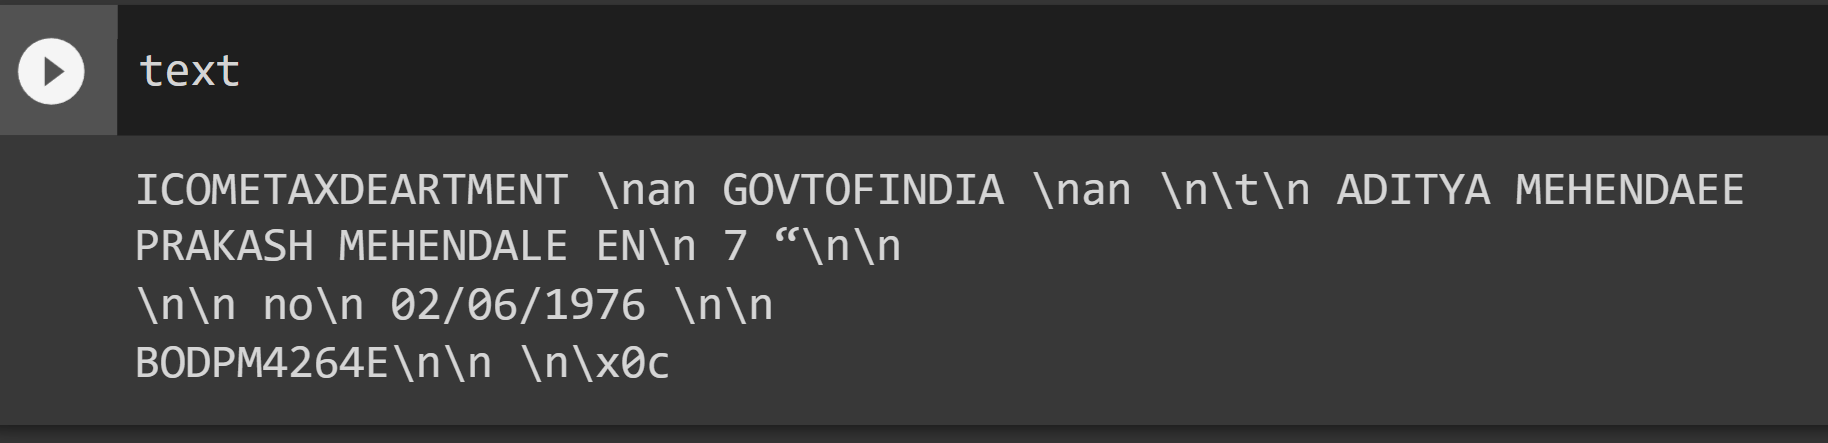 text
ICOMETAXDEARTMENT \nan GOVTOFINDIA \nan \n\t\n ADITYA MEHENDAEE
PRAKASH MEHENDALE EN\n 7 “\n\n
\n\n no\n 02/06/1976 \n\n
BODPM4264E\n\n \n\x0c